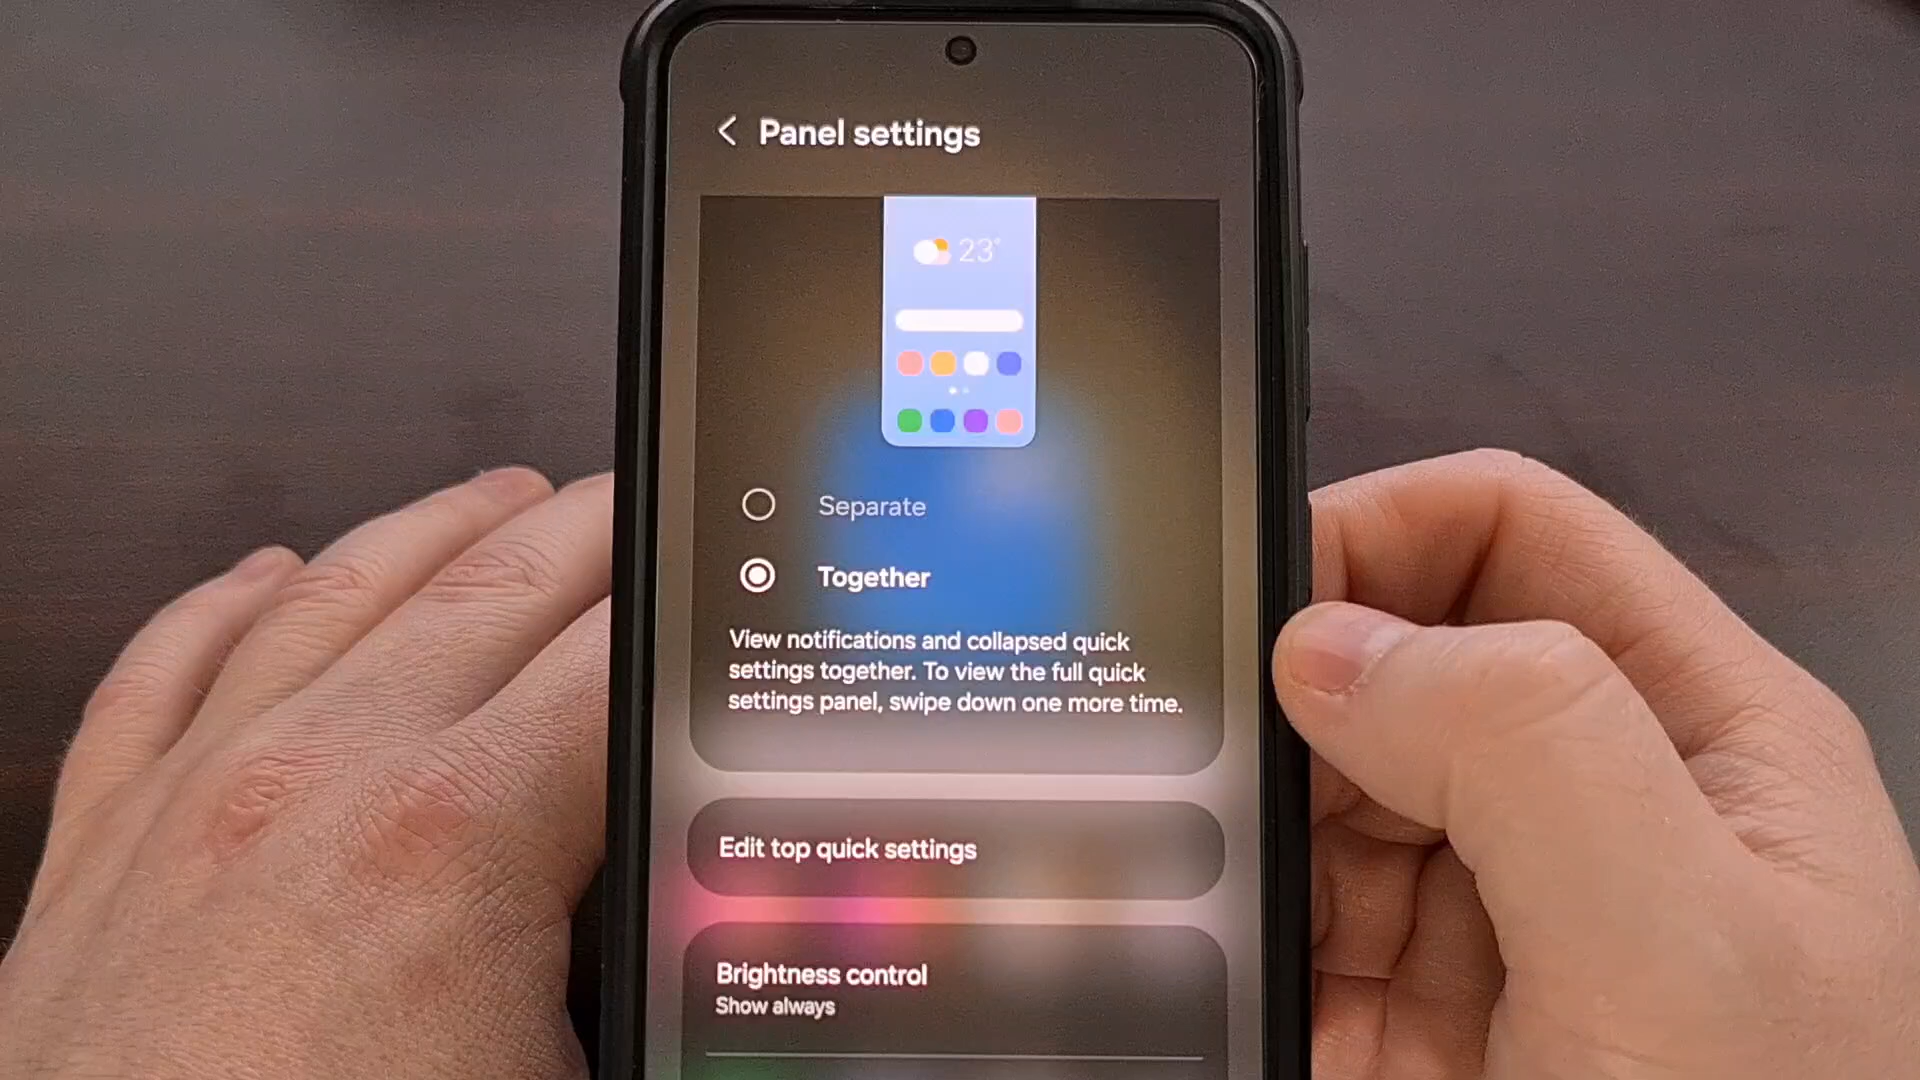 Panel settings
23°
Separate
Together
View notifications and collapsed quick
settings together. To view the full quick
settings panel, swipe down one more time.
Edit top quick settings
Brightness control
Show always